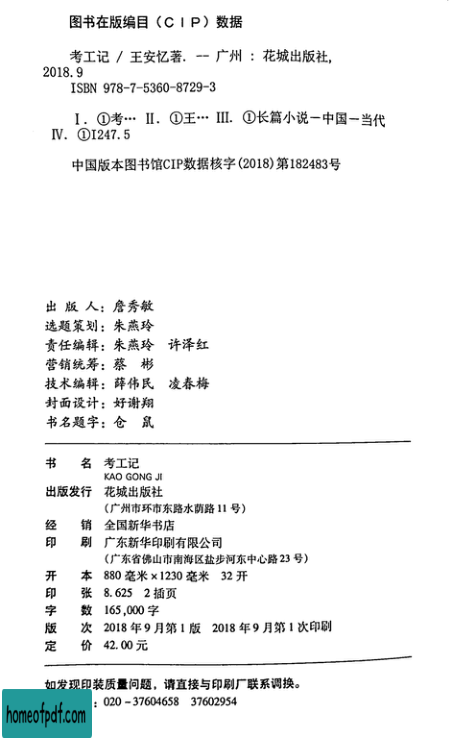 图书在版编目(CIP)数据
考工记 / 王安忆著. -- 广州 : 花城出版社,
2018.9
ISBN 978-7-5360-8729-3
Ⅰ. ①考… Ⅱ. ①王… Ⅲ. ①长篇小说－中国－当代
Ⅳ. ①I247.5
中国版本图书馆CIP数据核字(2018)第182483号
出 版 人：詹秀敏
选题策划：朱燕玲
责任编辑：朱燕玲 许泽红
营销统筹：蔡 彬
技术编辑：薛伟民 凌春梅
封面设计：好谢翔
书名题字：仓 鼠
书 名 考工记
KAO GONG JI
出版发行 花城出版社
(广州市环市东路水荫路11号)
经 销 全国新华书店
印 刷 广东新华印刷有限公司
(广东省佛山市南海区盐步河东中心路23号)
开 本 880毫米×1230毫米 32开
印 张 8.625 2插页
字 数 165,000字
版 次 2018年9月第1版 2018年9月第1次印刷
定 价 42.00元
如发现印装质量问题，请直接与印刷厂联系调换。
：020-37604658 37602954
homeofpdf.com